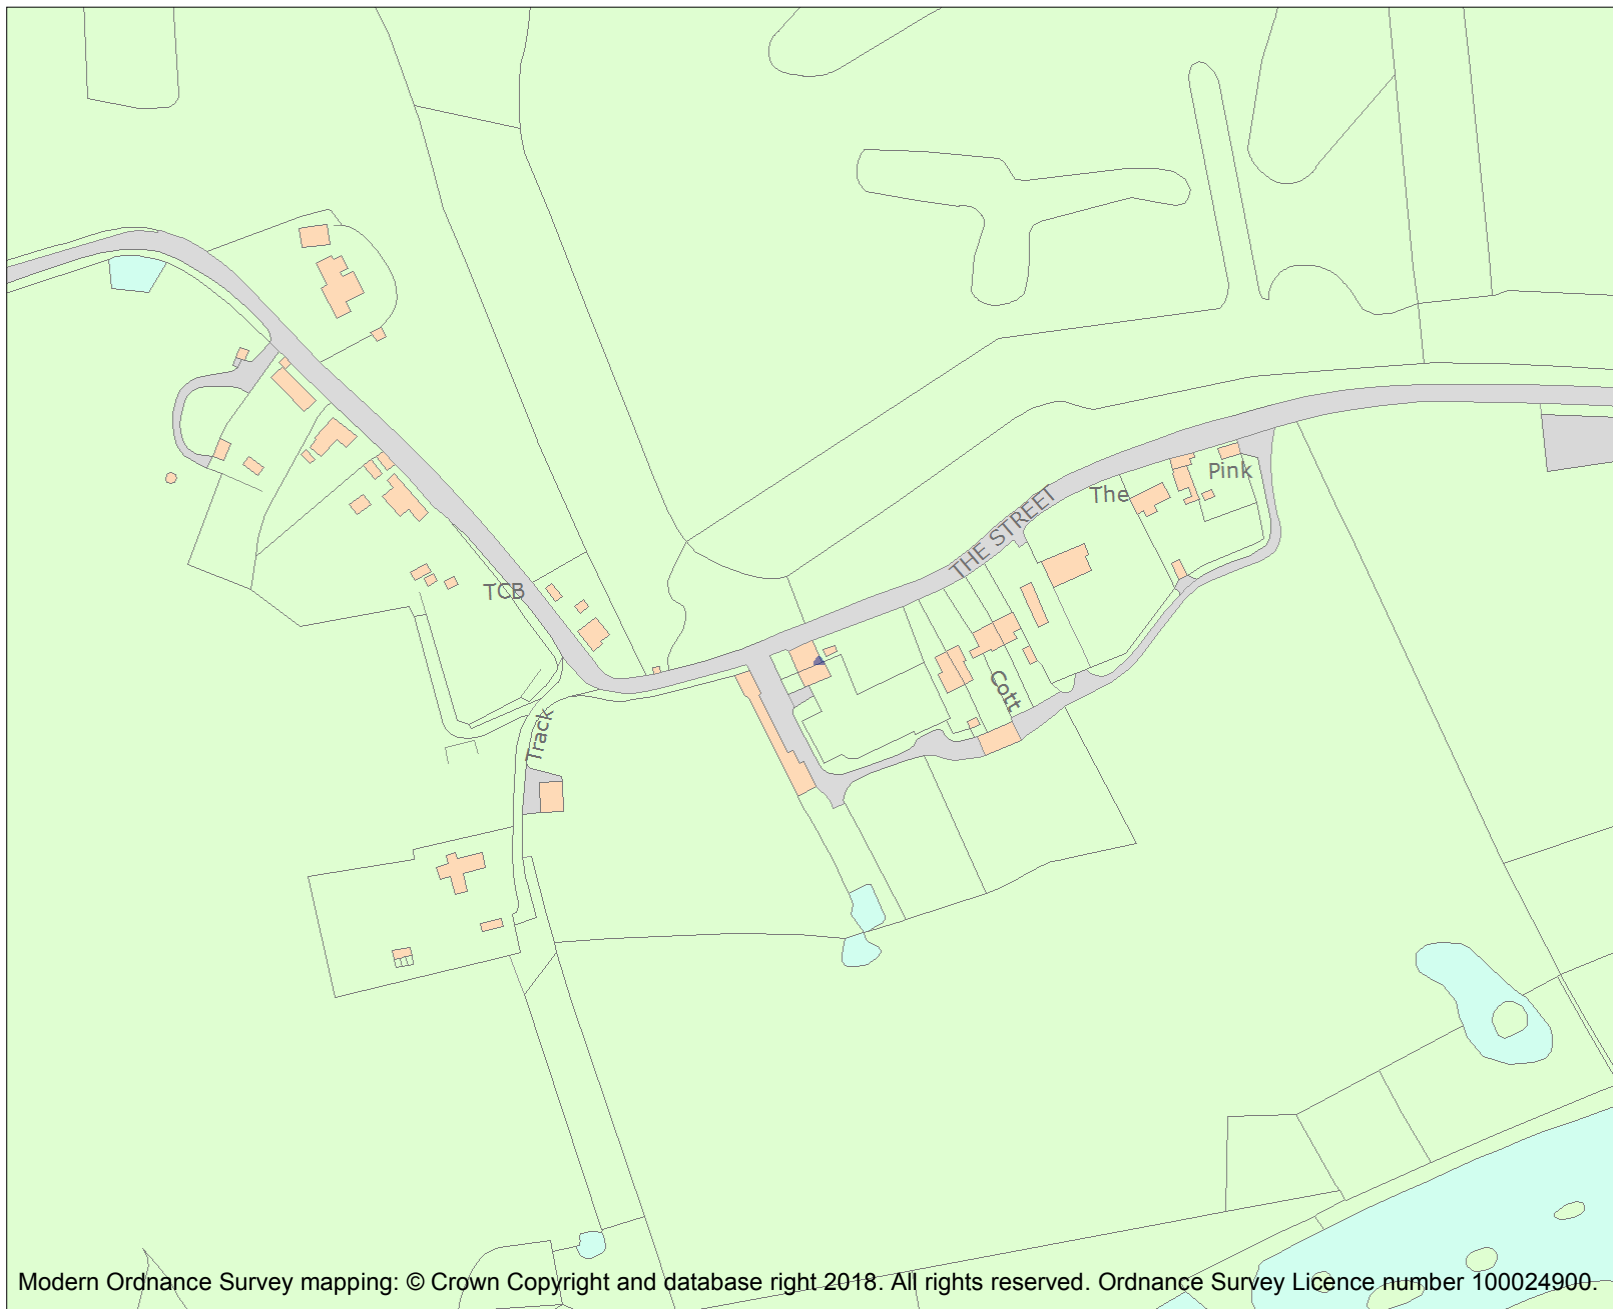 Pink
The
THE STREET
TCB
Cott
Track
Modern Ordnance Survey mapping: © Crown Copyright and database right 2018. All rights reserved. Ordnance Survey Licence number 100024900.